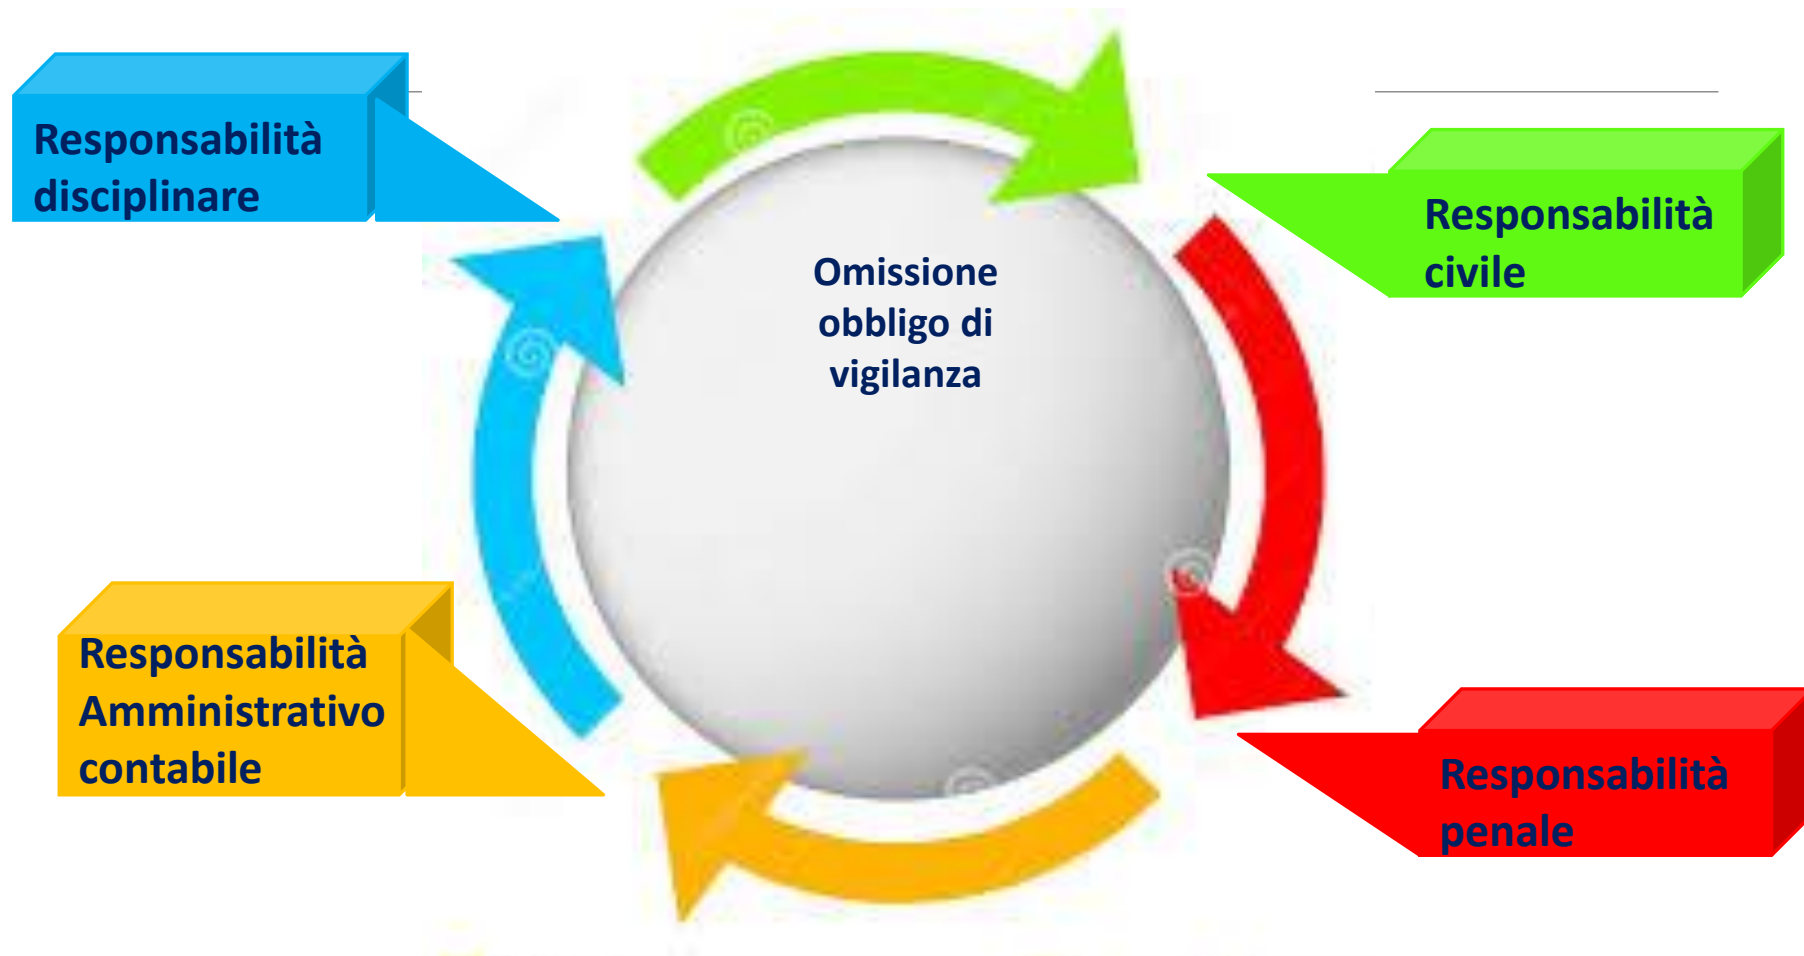 Responsabilità
disciplinare
Responsabilità
civile
Omissione
obbligo di
vigilanza
Responsabilità
Amministrativo
contabile
Responsabilità
penale